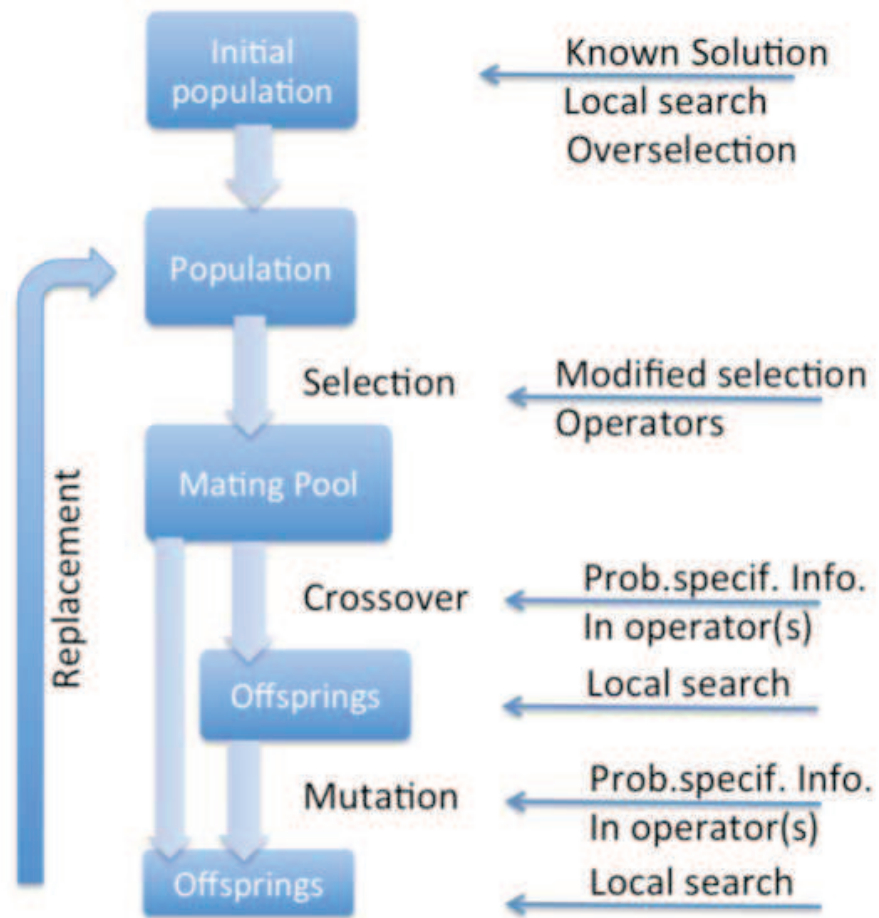 Initial
population
Known Solution
Local search
Overselection
Population
Selection
Modified selection
Operators
Mating Pool
Replacement
Crossover
Prob.specif. Info.
In operator(s)
Offsprings
Local search
Mutation
Prob.specif. Info.
In operator(s)
Offsprings
Local search